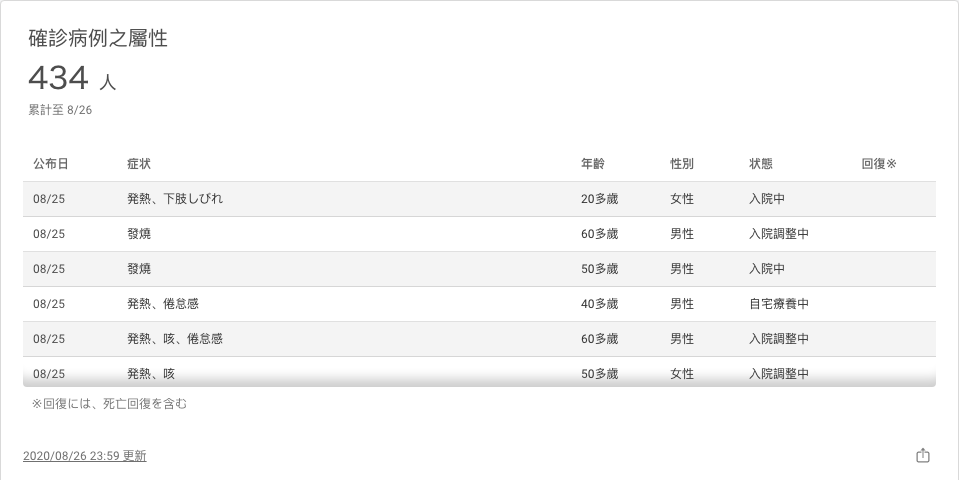 確診病例之屬性
434 人
累計至 8/26
公布日 症状 年齢 性別 状態 回復※
08/25 発熱、下肢しびれ 20多歲 女性 入院中
08/25 發燒 60多歲 男性 入院調整中
08/25 發燒 50多歲 男性 入院中
08/25 発熱、倦怠感 40多歲 男性 自宅療養中
08/25 発熱、咳、倦怠感 60多歲 男性 入院調整中
08/25 発熱、咳 50多歲 女性 入院調整中
※回復には、死亡回復を含む
2020/08/26 23:59 更新